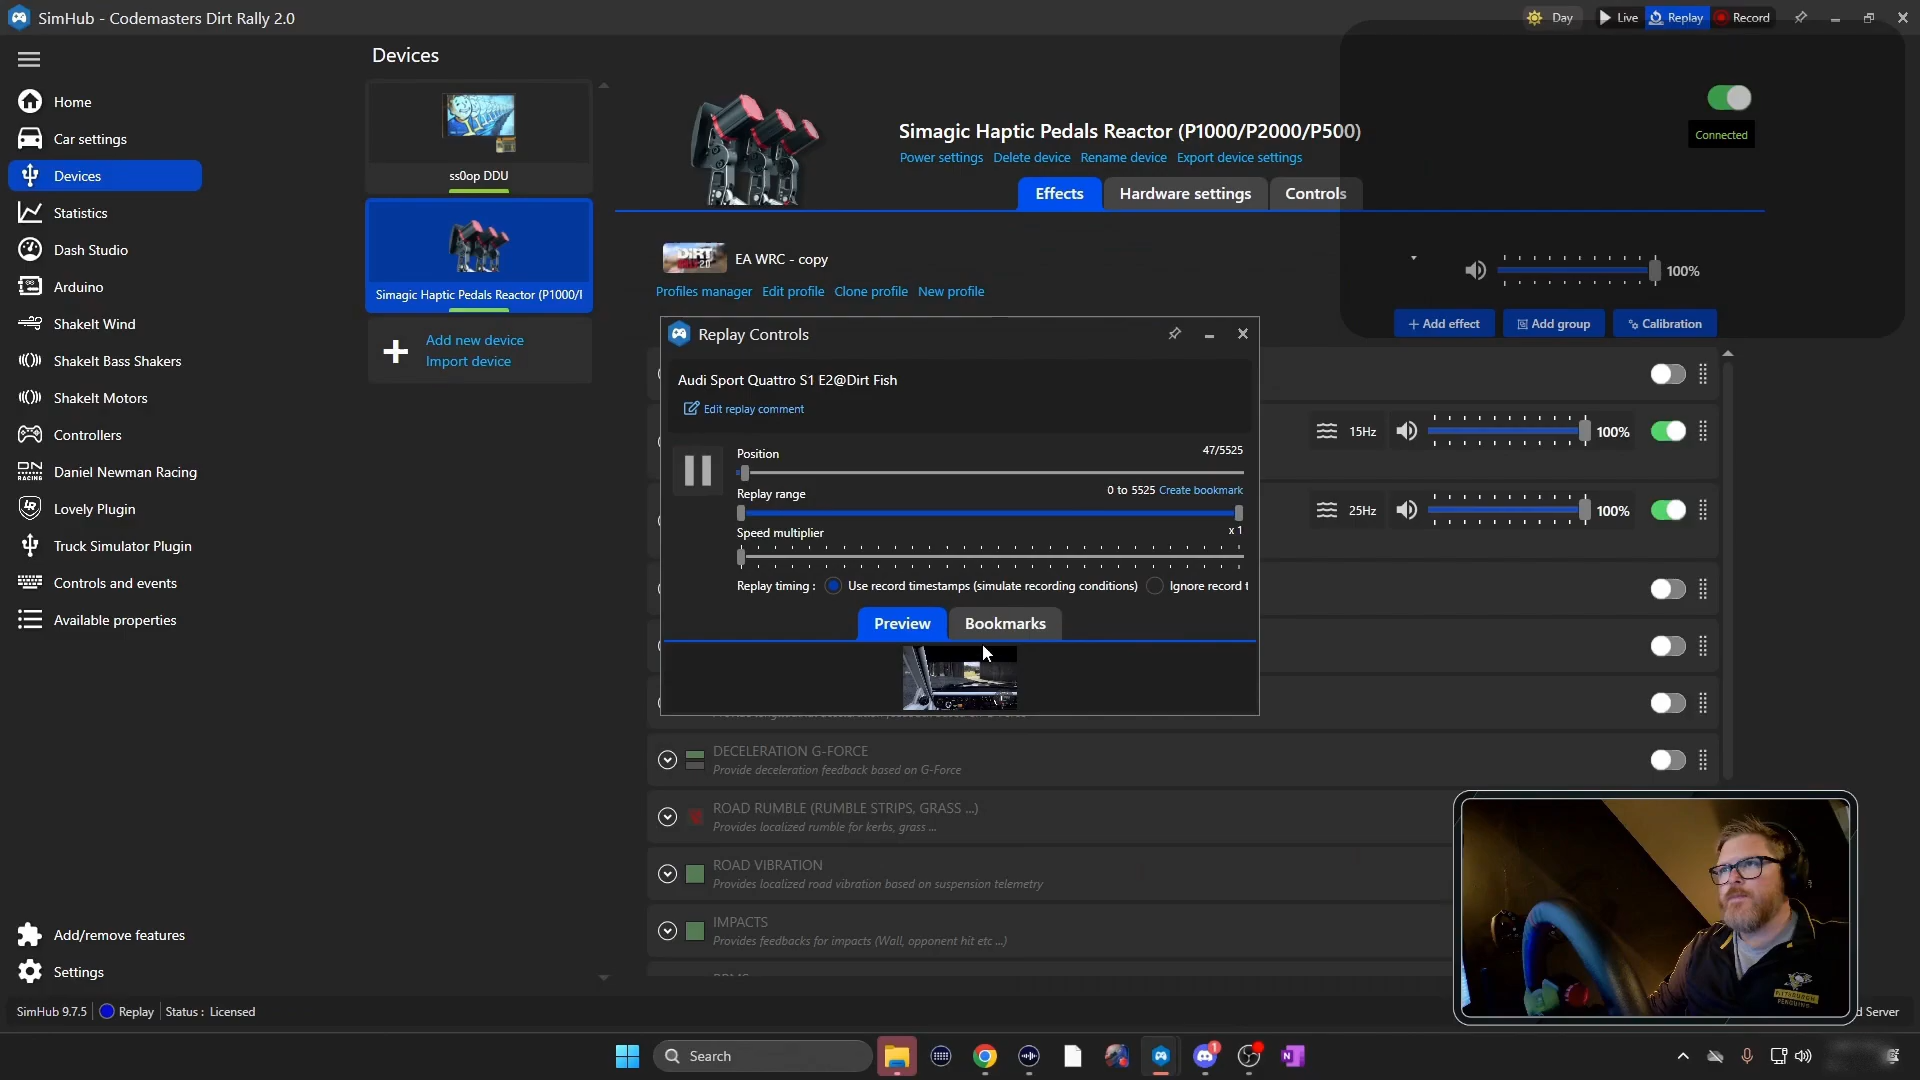 SimHub - Codemasters Dirt Rally 2.0
Day
Live
Replay
Record
Home
Car settings
Devices
Statistics
Dash Studio
Arduino
ShakeIt Wind
ShakeIt Bass Shakers
ShakeIt Motors
Controllers
Daniel Newman Racing
Lovely Plugin
Truck Simulator Plugin
Controls and events
Available properties
Add/remove features
Settings
Devices
ss0op DDU
Simagic Haptic Pedals Reactor (P1000/
Add new device
Import device
Simagic Haptic Pedals Reactor (P1000/P2000/P500)
Power settings Delete device Rename device Export device settings
Connected
Effects
Hardware settings
Controls
DiRT 2.0
EA WRC - copy
Profiles manager Edit profile Clone profile New profile
100%
Add effect
Add group
Calibration
Replay Controls
Audi Sport Quattro S1 E2@Dirt Fish
Edit replay comment
Position
47/5525
Replay range
0 to 5525 Create bookmark
Speed multiplier
x 1
Replay timing : Use record timestamps (simulate recording conditions) Ignore record t
Preview
Bookmarks
15Hz
100%
25Hz
100%
DECELERATION G-FORCE
Provide deceleration feedback based on G-Force
ROAD RUMBLE (RUMBLE STRIPS, GRASS ...)
Provides localized rumble for kerbs, grass ...
ROAD VIBRATION
Provides localized road vibration based on suspension telemetry
IMPACTS
Provides feedbacks for impacts (Wall, opponent hit etc ...)
PITTSBURGH
PENGUINS
SimHub 9.7.5
Replay
Status : Licensed
d Server
Search
1